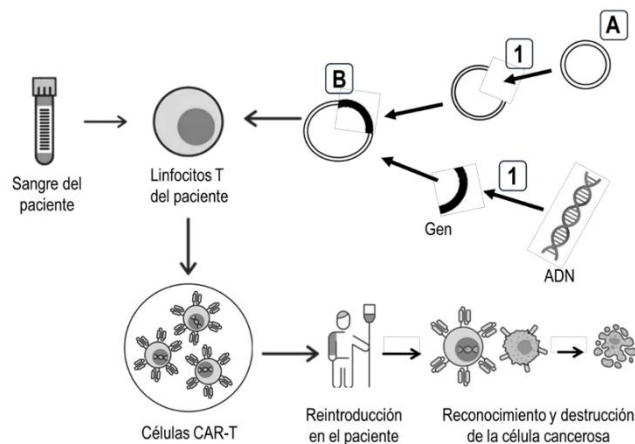 A
1
B
Sangre del
paciente
Linfocitos T
del paciente
1
Gen
ADN
Células CAR-T
Reintroducción
en el paciente
Reconocimiento y destrucción
de la célula cancerosa